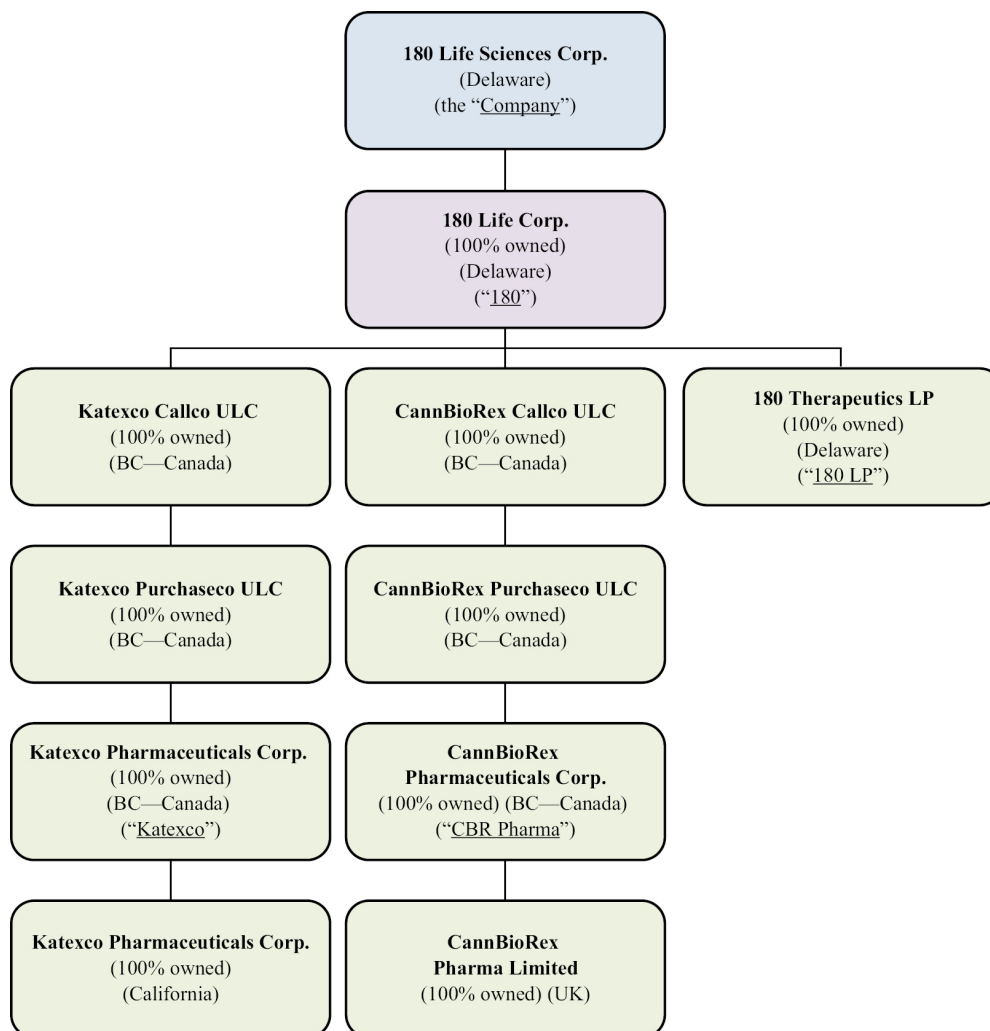 180 Life Sciences Corp.
(Delaware)
(the “Company”)
180 Life Corp.
(100% owned)
(Delaware)
(“180”)
Katexco Callco ULC
(100% owned)
(BC—Canada)
CannBioRex Callco ULC
(100% owned)
(BC—Canada)
180 Therapeutics LP
(100% owned)
(Delaware)
(“180 LP”)
Katexco Purchaseco ULC
(100% owned)
(BC—Canada)
CannBioRex Purchaseco ULC
(100% owned)
(BC—Canada)
Katexco Pharmaceuticals Corp.
(100% owned)
(BC—Canada)
(“Katexco”)
CannBioRex
Pharmaceuticals Corp.
(100% owned) (BC—Canada)
(“CBR Pharma”)
Katexco Pharmaceuticals Corp.
(100% owned)
(California)
CannBioRex
Pharma Limited
(100% owned) (UK)